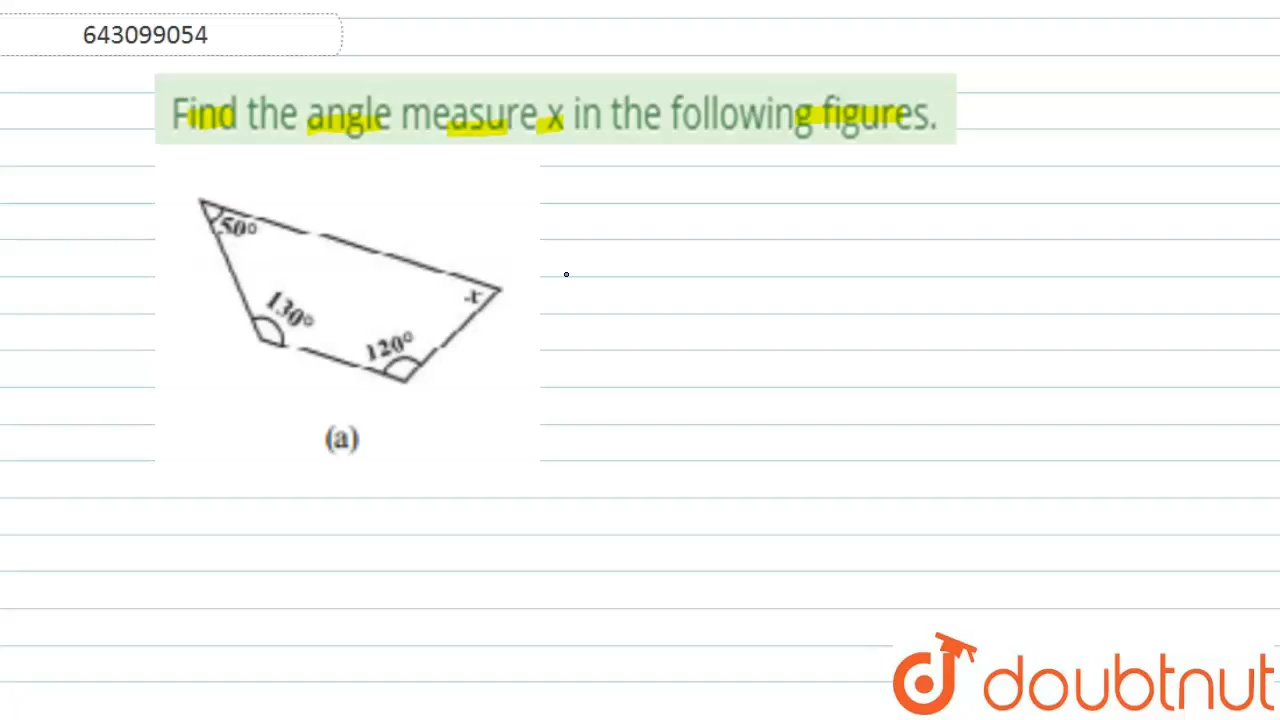 643099054
Find the angle measure x in the following figures.
50°
x
130°
120°
(a)
doubtnut